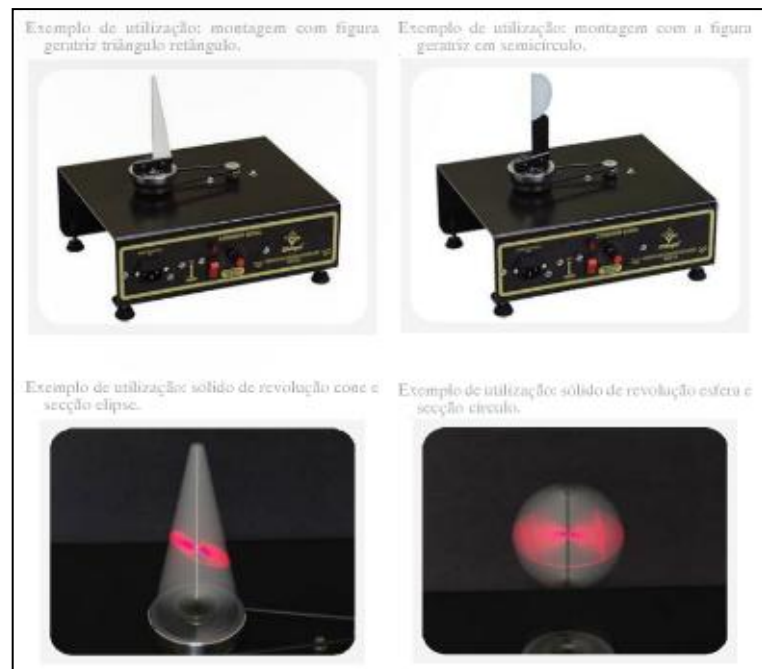 Exemplo de utilização: montagem com figura
geratriz triângulo retângulo.
Exemplo de utilização: montagem com a figura
geratriz em semicírculo.
Exemplo de utilização: sólido de revolução cone e
secção elipse.
Exemplo de utilização: sólido de revolução esfera e
secção círculo.